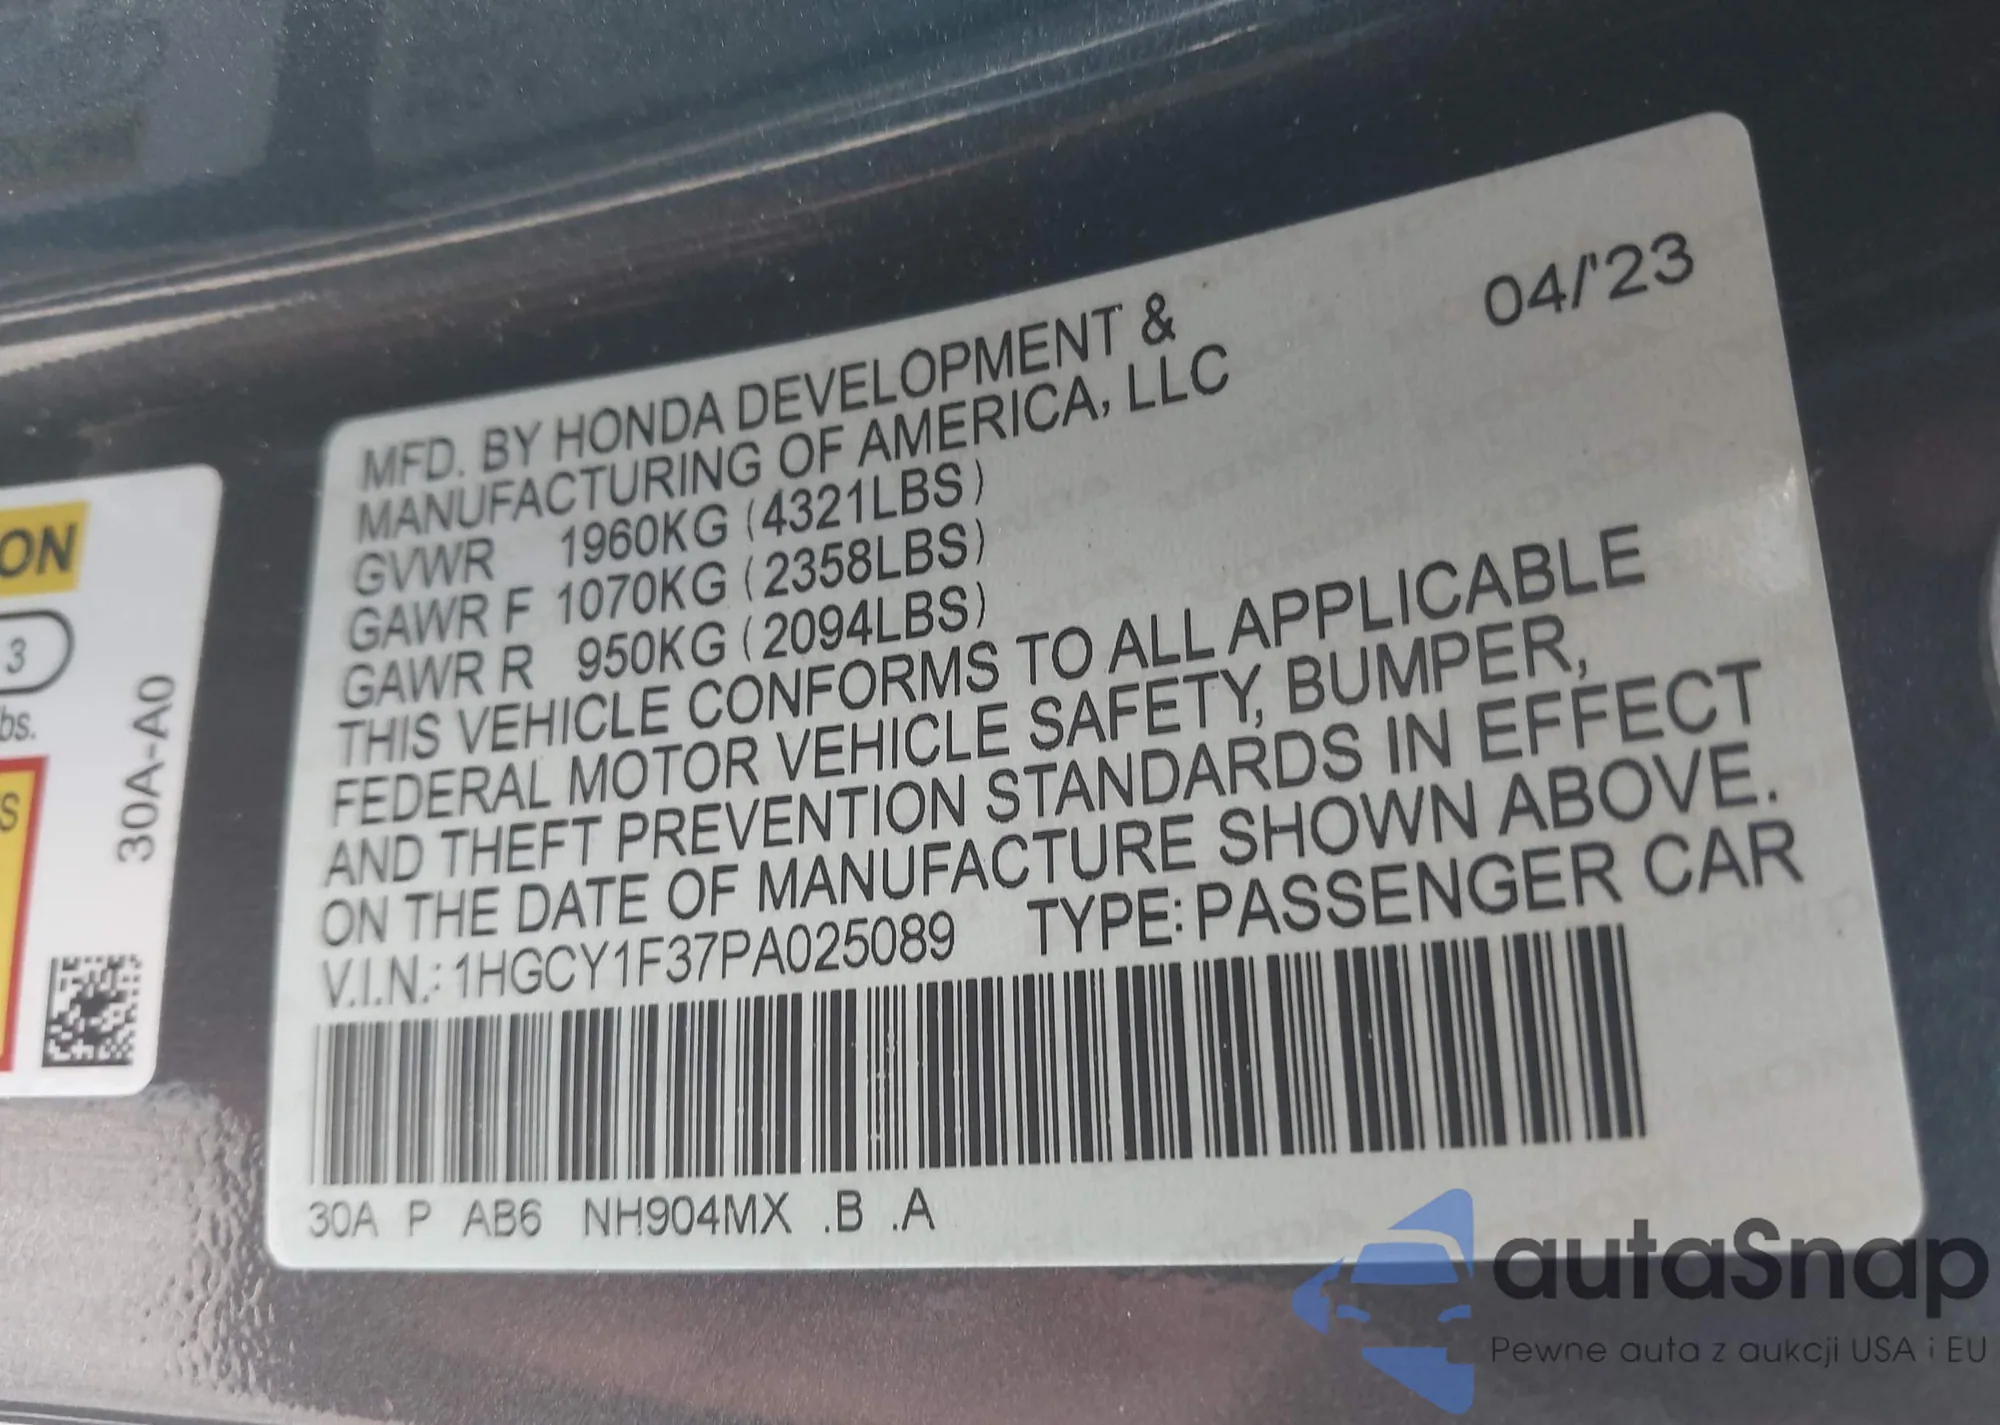 04/'23
MFD. BY HONDA DEVELOPMENT &
MANUFACTURING OF AMERICA, LLC
GVWR 1960KG (4321LBS)
GAWR F 1070KG (2358LBS)
GAWR R 950KG (2094LBS)
THIS VEHICLE CONFORMS TO ALL APPLICABLE
FEDERAL MOTOR VEHICLE SAFETY, BUMPER,
AND THEFT PREVENTION STANDARDS IN EFFECT
ON THE DATE OF MANUFACTURE SHOWN ABOVE.
V.I.N.: 1HGCY1F37PA025089 TYPE: PASSENGER CAR
30A P AB6 NH904MX .B .A
ON
3
bs.
S
30A-A0
autaSnap
Pewne auta z aukcji USA i EU